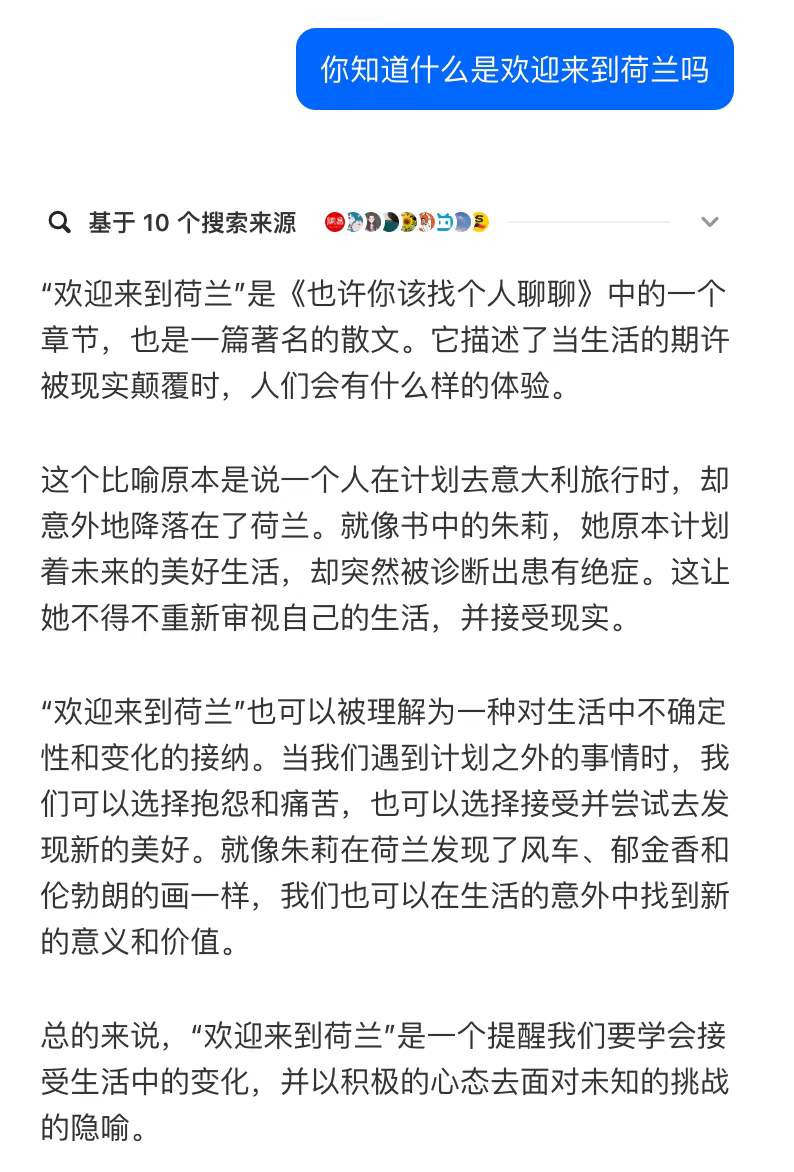 你知道什么是欢迎来到荷兰吗
基于 10 个搜索来源
“欢迎来到荷兰”是《也许你该找个人聊聊》中的一个
章节，也是一篇著名的散文。它描述了当生活的期许
被现实颠覆时，人们会有什么样的体验。
这个比喻原本是说一个人在计划去意大利旅行时，却
意外地降落在了荷兰。就像书中的朱莉，她原本计划
着未来的美好生活，却突然被诊断出患有绝症。这让
她不得不重新审视自己的生活，并接受现实。
“欢迎来到荷兰”也可以被理解为一种对生活中不确定
性和变化的接纳。当我们遇到计划之外的事情时，我
们可以选择抱怨和痛苦，也可以选择接受并尝试去发
现新的美好。就像朱莉在荷兰发现了风车、郁金香和
伦勃朗的画一样，我们也可以在生活的意外中找到新
的意义和价值。
总的来说，“欢迎来到荷兰”是一个提醒我们要学会接
受生活中的变化，并以积极的心态去面对未知的挑战
的隐喻。